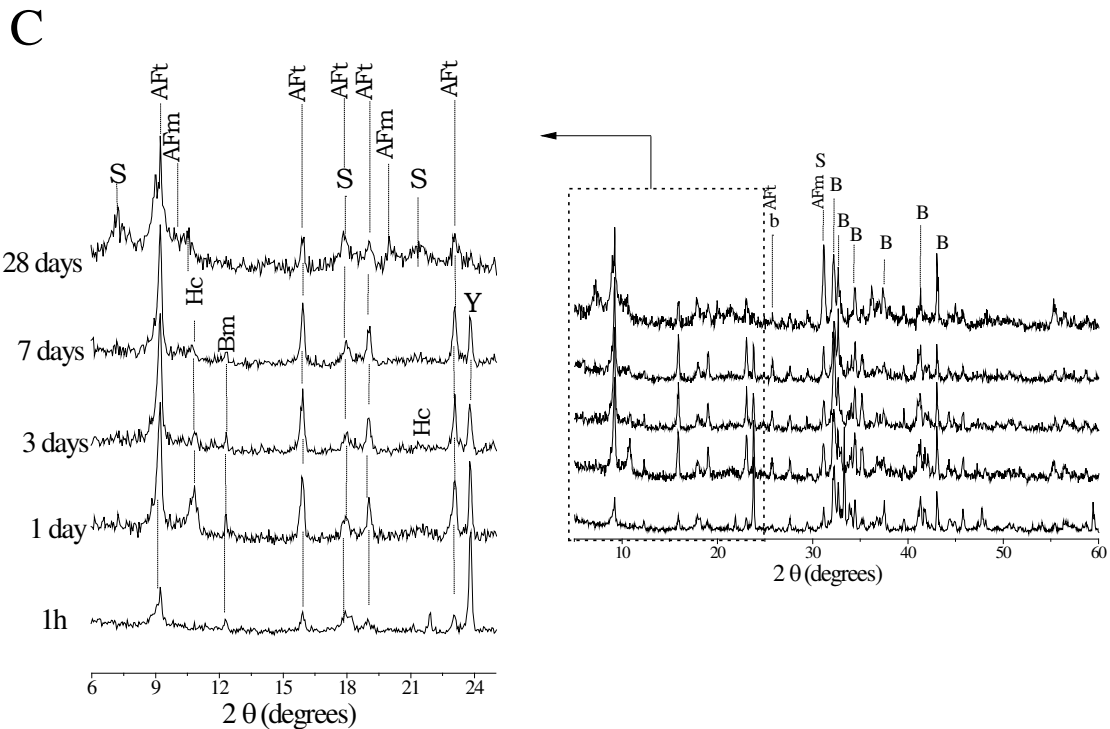 C
AFt
AFm
AFt
AFt
AFt
AFm
AFt
S
S
S
28 days
Hc
Bm
Y
7 days
Hc
3 days
1 day
1h
6 9 12 15 18 21 24
2 θ (degrees)
AFt
b
AFm
S
B
B
B
B
B
B
10 20 30 40 50 60
2 θ (degrees)